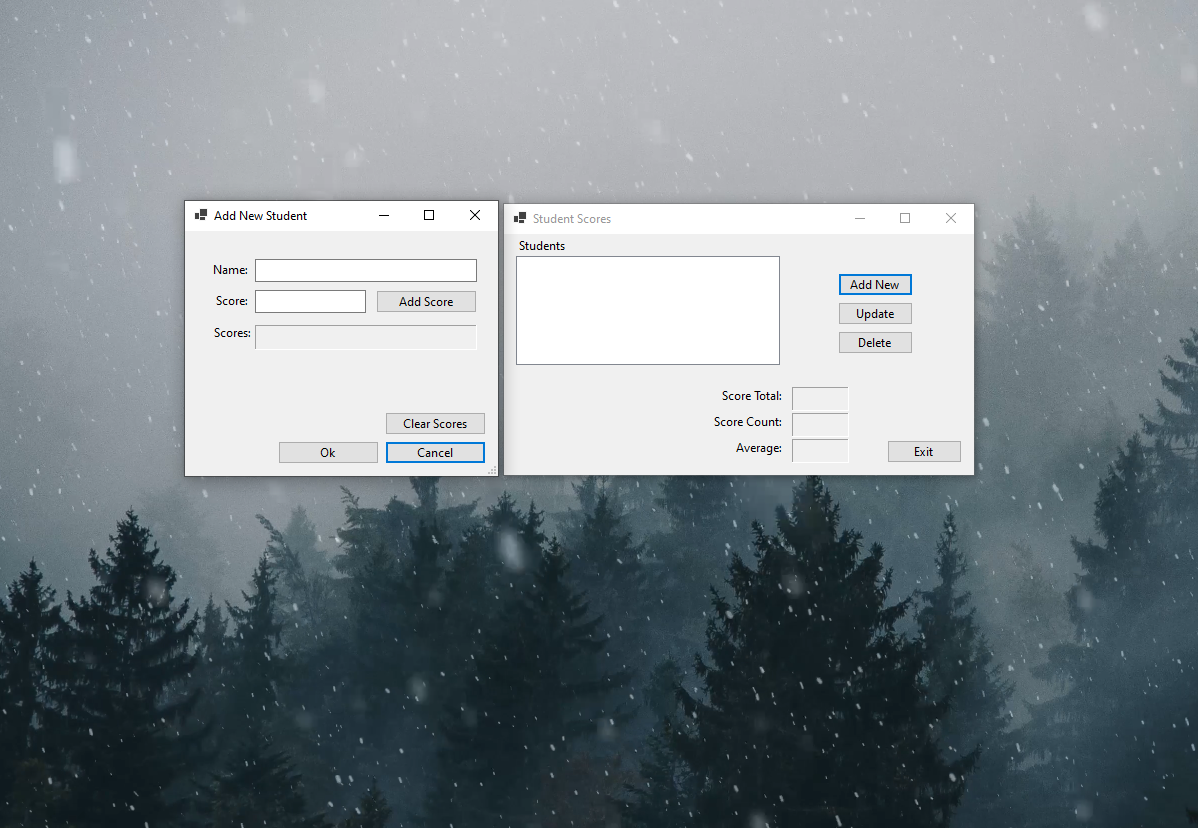 Add New Student
Name:
Score:
Add Score
Scores:
Clear Scores
Ok
Cancel
Student Scores
Students
Add New
Update
Delete
Score Total:
Score Count:
Average:
Exit